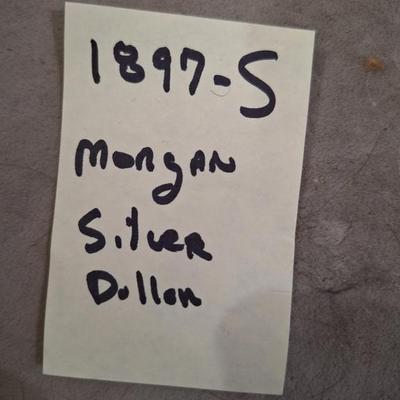 1897-S
Morgan
Silver
Dollar